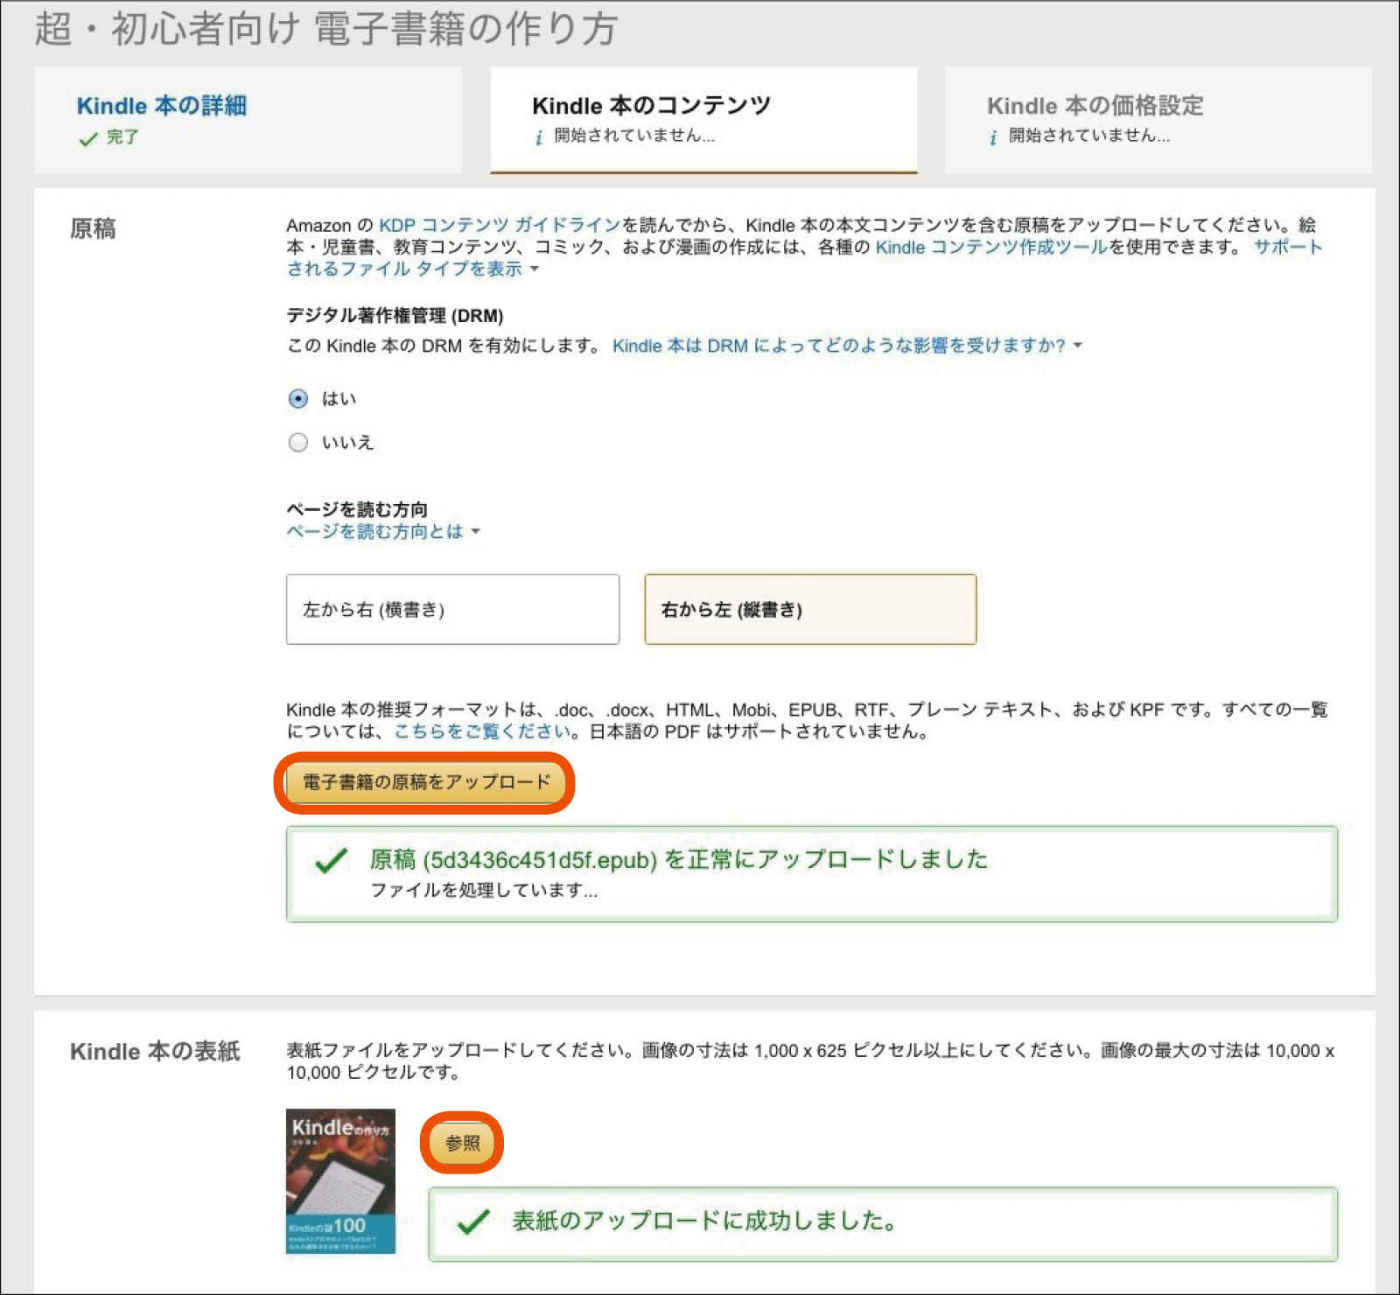 超・初心者向け 電子書籍の作り方
Kindle 本の詳細
完了
Kindle 本のコンテンツ
開始されていません...
Kindle 本の価格設定
開始されていません...
原稿
Amazon の KDP コンテンツ ガイドラインを読んでから、Kindle 本の本文コンテンツを含む原稿をアップロードしてください。絵
本・児童書、教育コンテンツ、コミック、および漫画の作成には、各種の Kindle コンテンツ作成ツールを使用できます。 サポート
されるファイル タイプを表示
デジタル著作権管理 (DRM)
この Kindle 本の DRM を有効にします。 Kindle 本は DRM によってどのような影響を受けますか?
はい
いいえ
ページを読む方向
ページを読む方向とは
左から右 (横書き)
右から左 (縦書き)
Kindle 本の推奨フォーマットは、.doc、.docx、HTML、Mobi、EPUB、RTF、プレーン テキスト、および KPF です。すべての一覧
については、こちらをご覧ください。日本語の PDF はサポートされていません。
電子書籍の原稿をアップロード
原稿 (5d3436c451d5f.epub) を正常にアップロードしました
ファイルを処理しています...
Kindle 本の表紙
表紙ファイルをアップロードしてください。画像の寸法は 1,000 x 625 ピクセル以上にしてください。画像の最大の寸法は 10,000 x
10,000 ピクセルです。
Kindleの作り方
Kindleの謎100
参照
表紙のアップロードに成功しました。